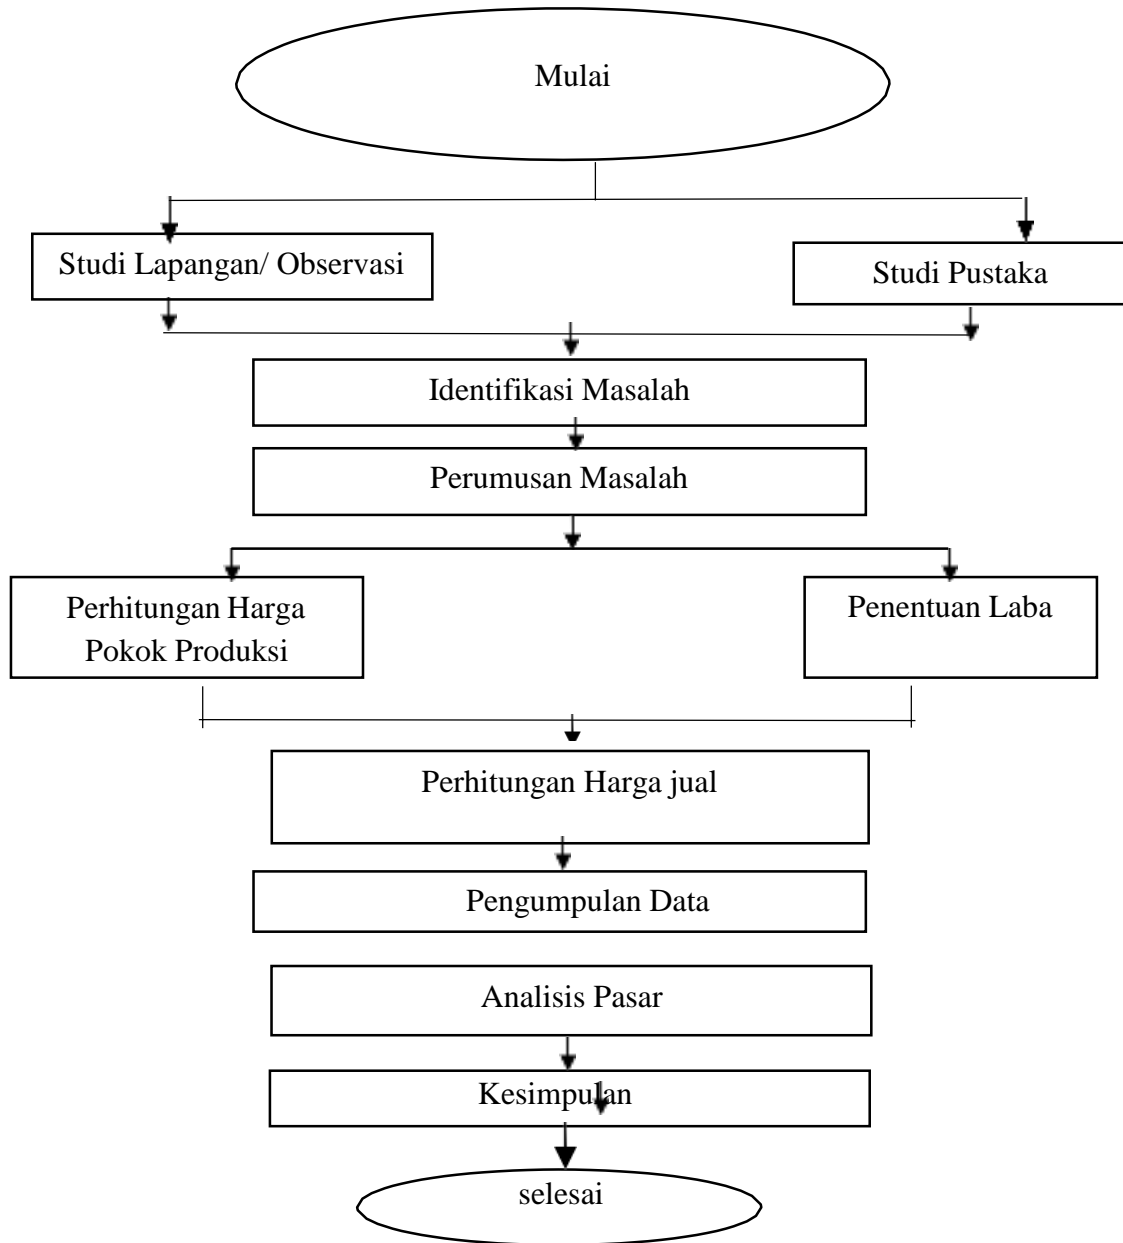 Mulai
Studi Lapangan/ Observasi
Studi Pustaka
Identifikasi Masalah
Perumusan Masalah
Perhitungan Harga
Pokok Produksi
Penentuan Laba
Perhitungan Harga jual
Pengumpulan Data
Analisis Pasar
Kesimpulan
selesai